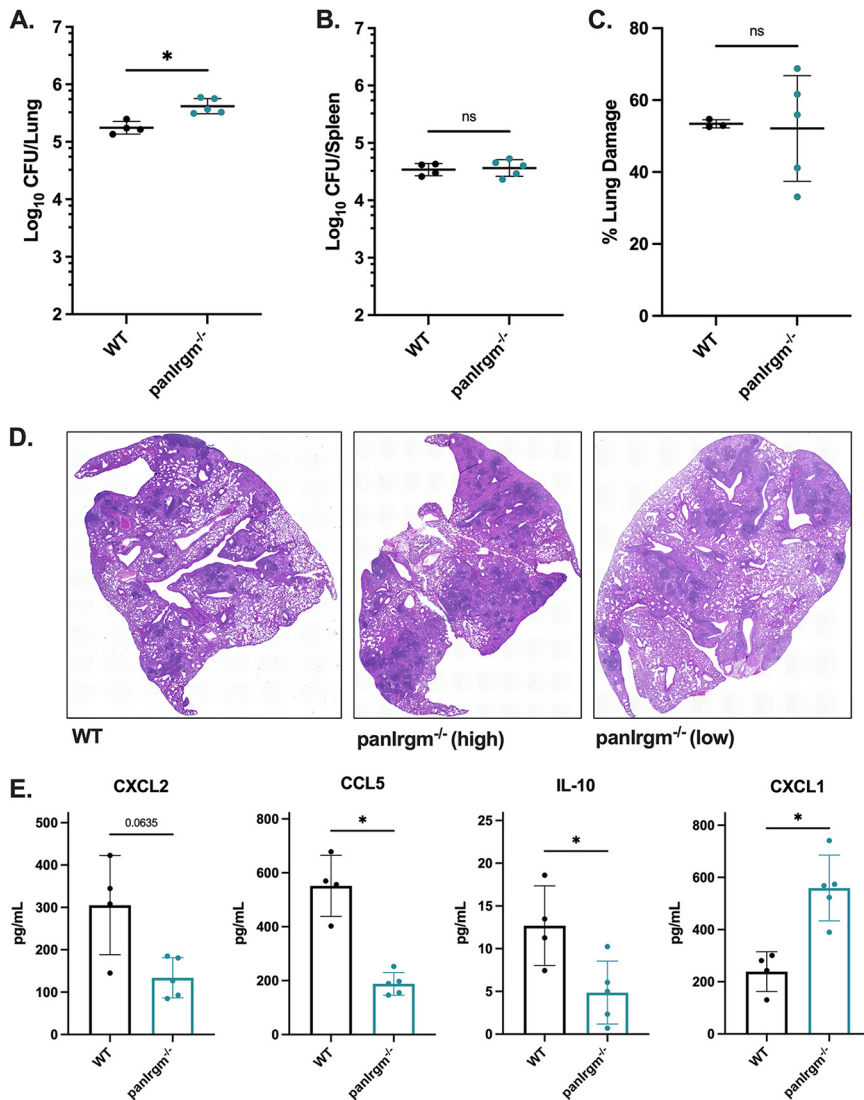 A.
B.
C.
*
ns
ns
Log10 CFU/Lung
7
6
5
4
3
2
WT
panIrgm-/-
Log10 CFU/Spleen
7
6
5
4
3
2
WT
panIrgm-/-
% Lung Damage
80
60
40
20
0
WT
panIrgm-/-
D.
WT
panIrgm-/- (high)
panIrgm-/- (low)
E.
CXCL2
0.0635
pg/mL
500
400
300
200
100
0
WT
panIrgm-/-
CCL5
*
pg/mL
800
600
400
200
0
WT
panIrgm-/-
IL-10
*
pg/mL
25
20
15
10
5
0
WT
panIrgm-/-
CXCL1
*
pg/mL
800
600
400
200
0
WT
panIrgm-/-